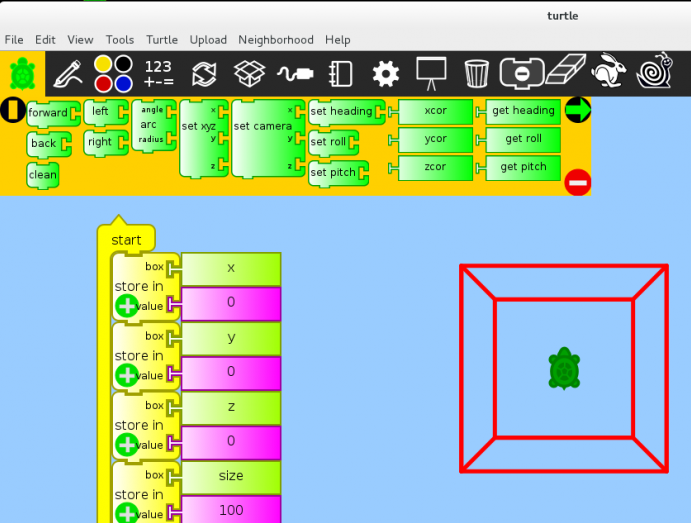 turtle
File Edit View Tools Turtle Upload Neighborhood Help
123
+-=
forward left angle arc radius set xyz x y z set camera x y z set heading xcor get heading
back right set roll ycor get roll
clean set pitch zcor get pitch
start
box x
store in
value 0
box y
store in
value 0
box z
store in
value 0
box size
store in
value 100